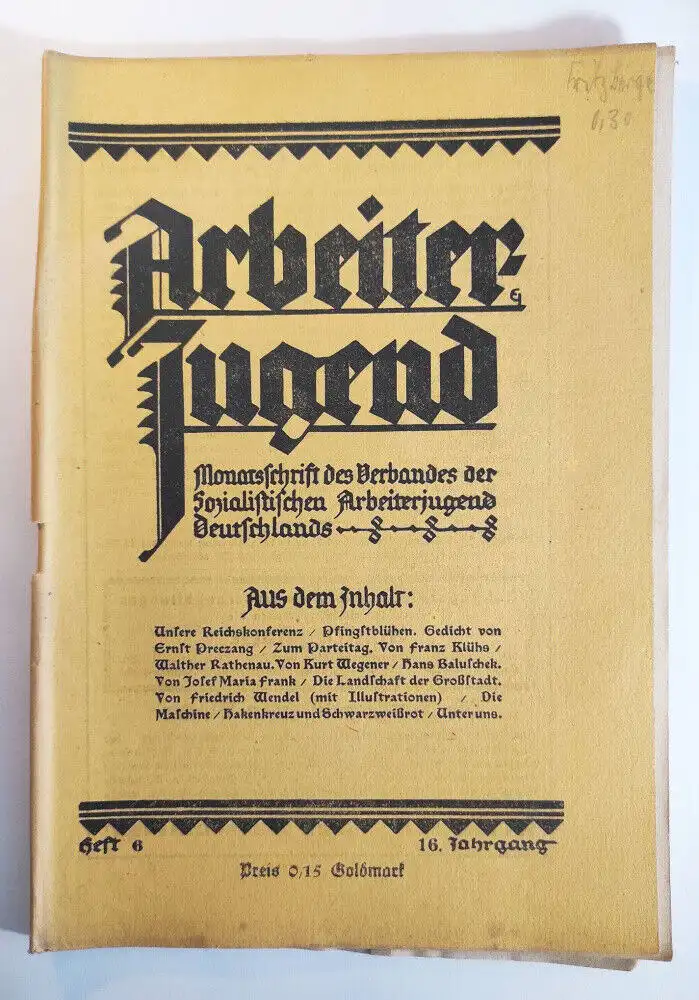 0,30
Arbeiter-
Jugend
Monatsschrift des Verbandes der
Sozialistischen Arbeiterjugend
Deutschlands
Aus dem Inhalt:
Unsere Reichskonferenz / Pfingstblühen. Gedicht von
Ernst Preczang / Zum Parteitag. Von Franz Klühs /
Walther Rathenau. Von Kurt Wegener / Hans Baluschek.
Von Josef Maria Frank / Die Landschaft der Großstadt.
Von Friedrich Wendel (mit Illustrationen) / Die
Maschine / Hakenkreuz und Schwarzweißrot / Unter uns.
Heft 6
16. Jahrgang
Preis 0,15 Goldmark